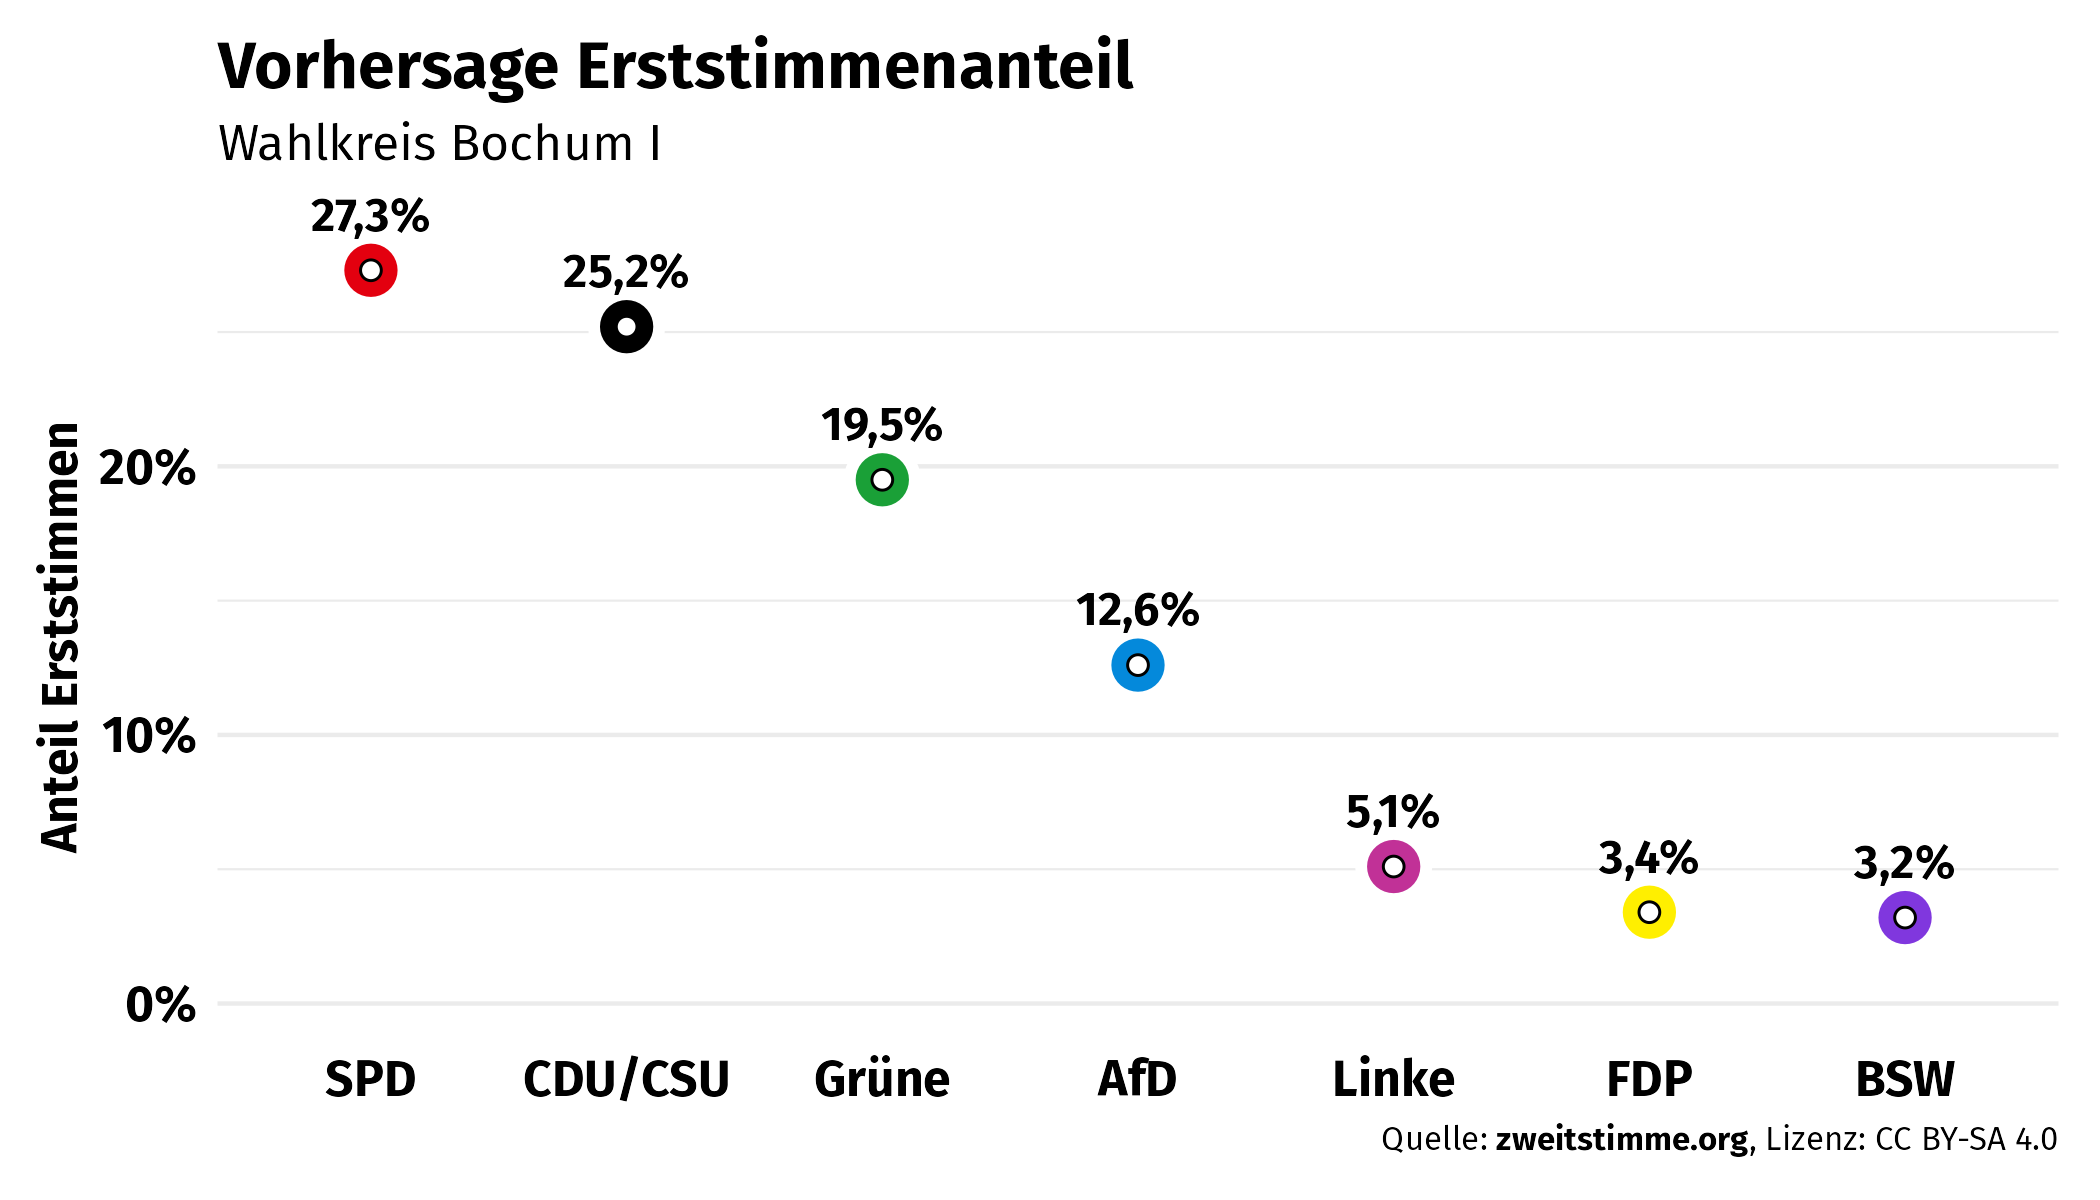 Vorhersage Erststimmenanteil
Wahlkreis Bochum I
27,3%
25,2%
19,5%
12,6%
5,1%
3,4%
3,2%
Anteil Erststimmen
20%
10%
0%
SPD CDU/CSU Grüne AfD Linke FDP BSW
Quelle: zweitstimme.org, Lizenz: CC BY-SA 4.0